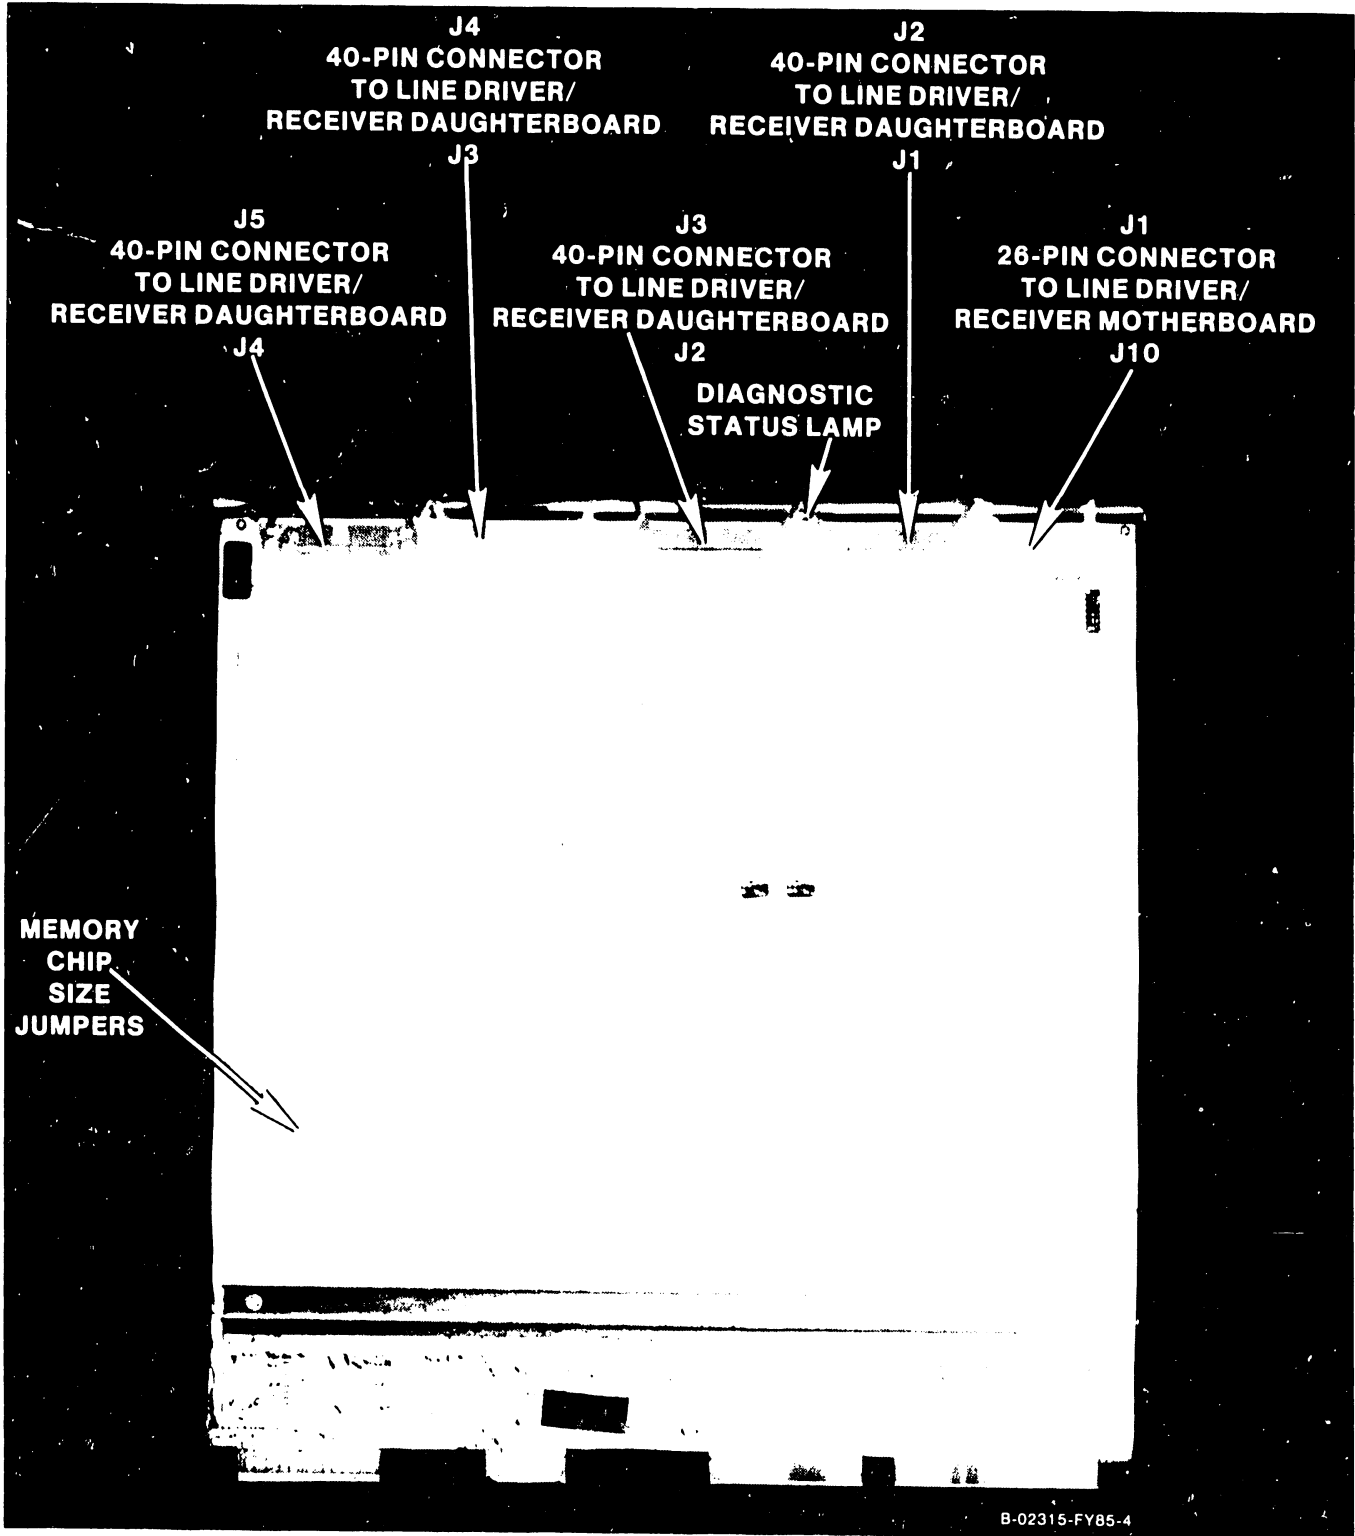 J4
40-PIN CONNECTOR
TO LINE DRIVER/
RECEIVER DAUGHTERBOARD
J3
J2
40-PIN CONNECTOR
TO LINE DRIVER/
RECEIVER DAUGHTERBOARD
J1
J5
40-PIN CONNECTOR
TO LINE DRIVER/
RECEIVER DAUGHTERBOARD
J4
J3
40-PIN CONNECTOR
TO LINE DRIVER/
RECEIVER DAUGHTERBOARD
J2
J1
26-PIN CONNECTOR
TO LINE DRIVER/
RECEIVER MOTHERBOARD
J10
DIAGNOSTIC
STATUS LAMP
MEMORY
CHIP
SIZE
JUMPERS
B-02315-FY85-4